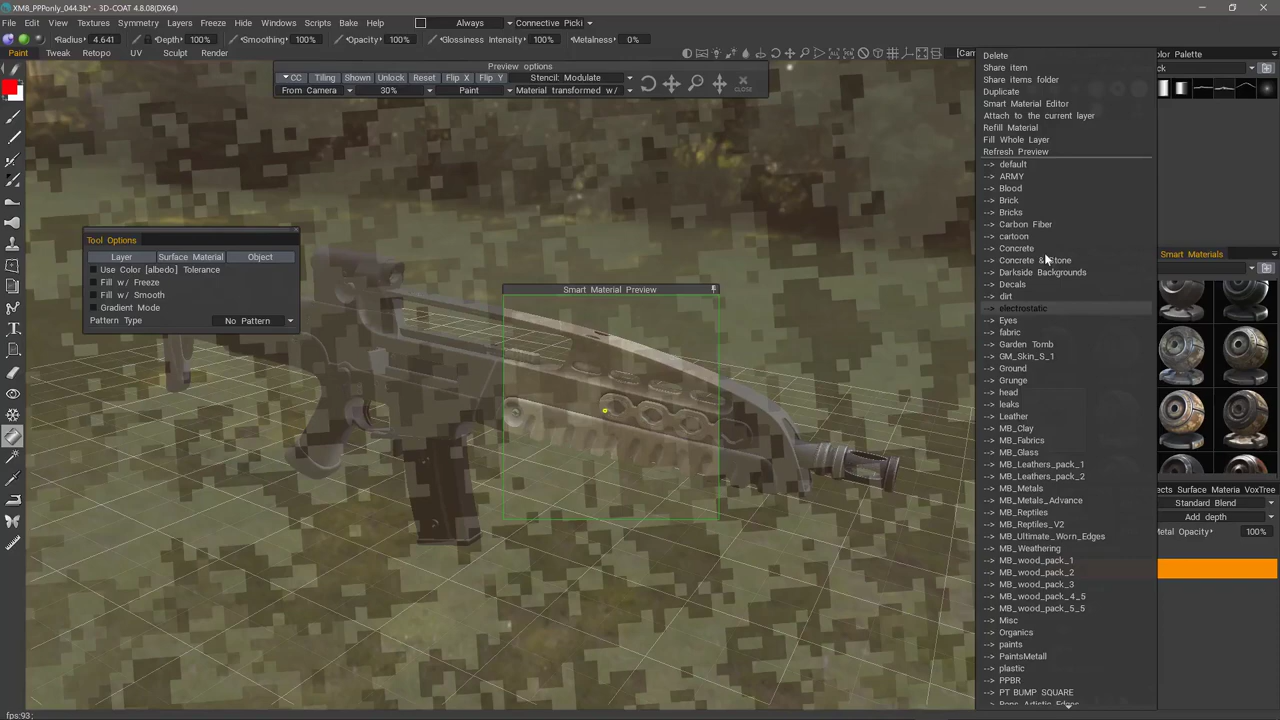 XM8_PPPonly_044.3b* - 3D-COAT 4.8.08(DX64)
File Edit View Layers Textures Symmetry Layers Freeze Hide Windows Scripts Bake Help Always Connective Picki
Radius: 4.641 Depth: 100% Smoothing: 100% Opacity: 100% Glossiness Intensity: 100% Metalness: 0%
Paint Tweak Retopo UV Sculpt Render [Cam
Color Palette
Preview options
CC Tiling Shown Unlock Reset Flip X Flip Y Stencil: Modulate
From Camera 30% Paint Material transformed w/ CLOSE
Tool Options
Layer Surface Material Object
Use Color [albedo] Tolerance
Fill w/ Freeze
Fill w/ Smooth
Gradient Mode
Pattern Type No Pattern
Smart Material Preview
Delete
Share item
Share items folder
Duplicate
Smart Material Editor
Attach to the current layer
Refill Material
Fill Whole Layer
Refresh Preview
--> default
--> ARMY
--> Blood
--> Brick
--> Bricks
--> Carbon Fiber
--> cartoon
--> Concrete
--> Concrete & Stone
--> Darkside Backgrounds
--> Decals
--> dirt
--> electrostatic
--> Eyes
--> fabric
--> Garden Tomb
--> GM_Skin_S_1
--> Ground
--> Grunge
--> head
--> leaks
--> Leather
--> MB_Clay
--> MB_Fabrics
--> MB_Glass
--> MB_Leathers_pack_1
--> MB_Leathers_pack_2
--> MB_Metals
--> MB_Metals_Advance
--> MB_Reptiles
--> MB_Reptiles_V2
--> MB_Ultimate_Worn_Edges
--> MB_Weathering
--> MB_wood_pack_1
--> MB_wood_pack_2
--> MB_wood_pack_3
--> MB_wood_pack_4_5
--> MB_wood_pack_5_5
--> Misc
--> Organics
--> paints
--> PaintsMetall
--> plastic
--> PPBR
--> PT BUMP SQUARE
Smart Materials
ects Surface Materia VoxTree
Standard Blend
Add depth
Metal Opacity 100%
fps:93;